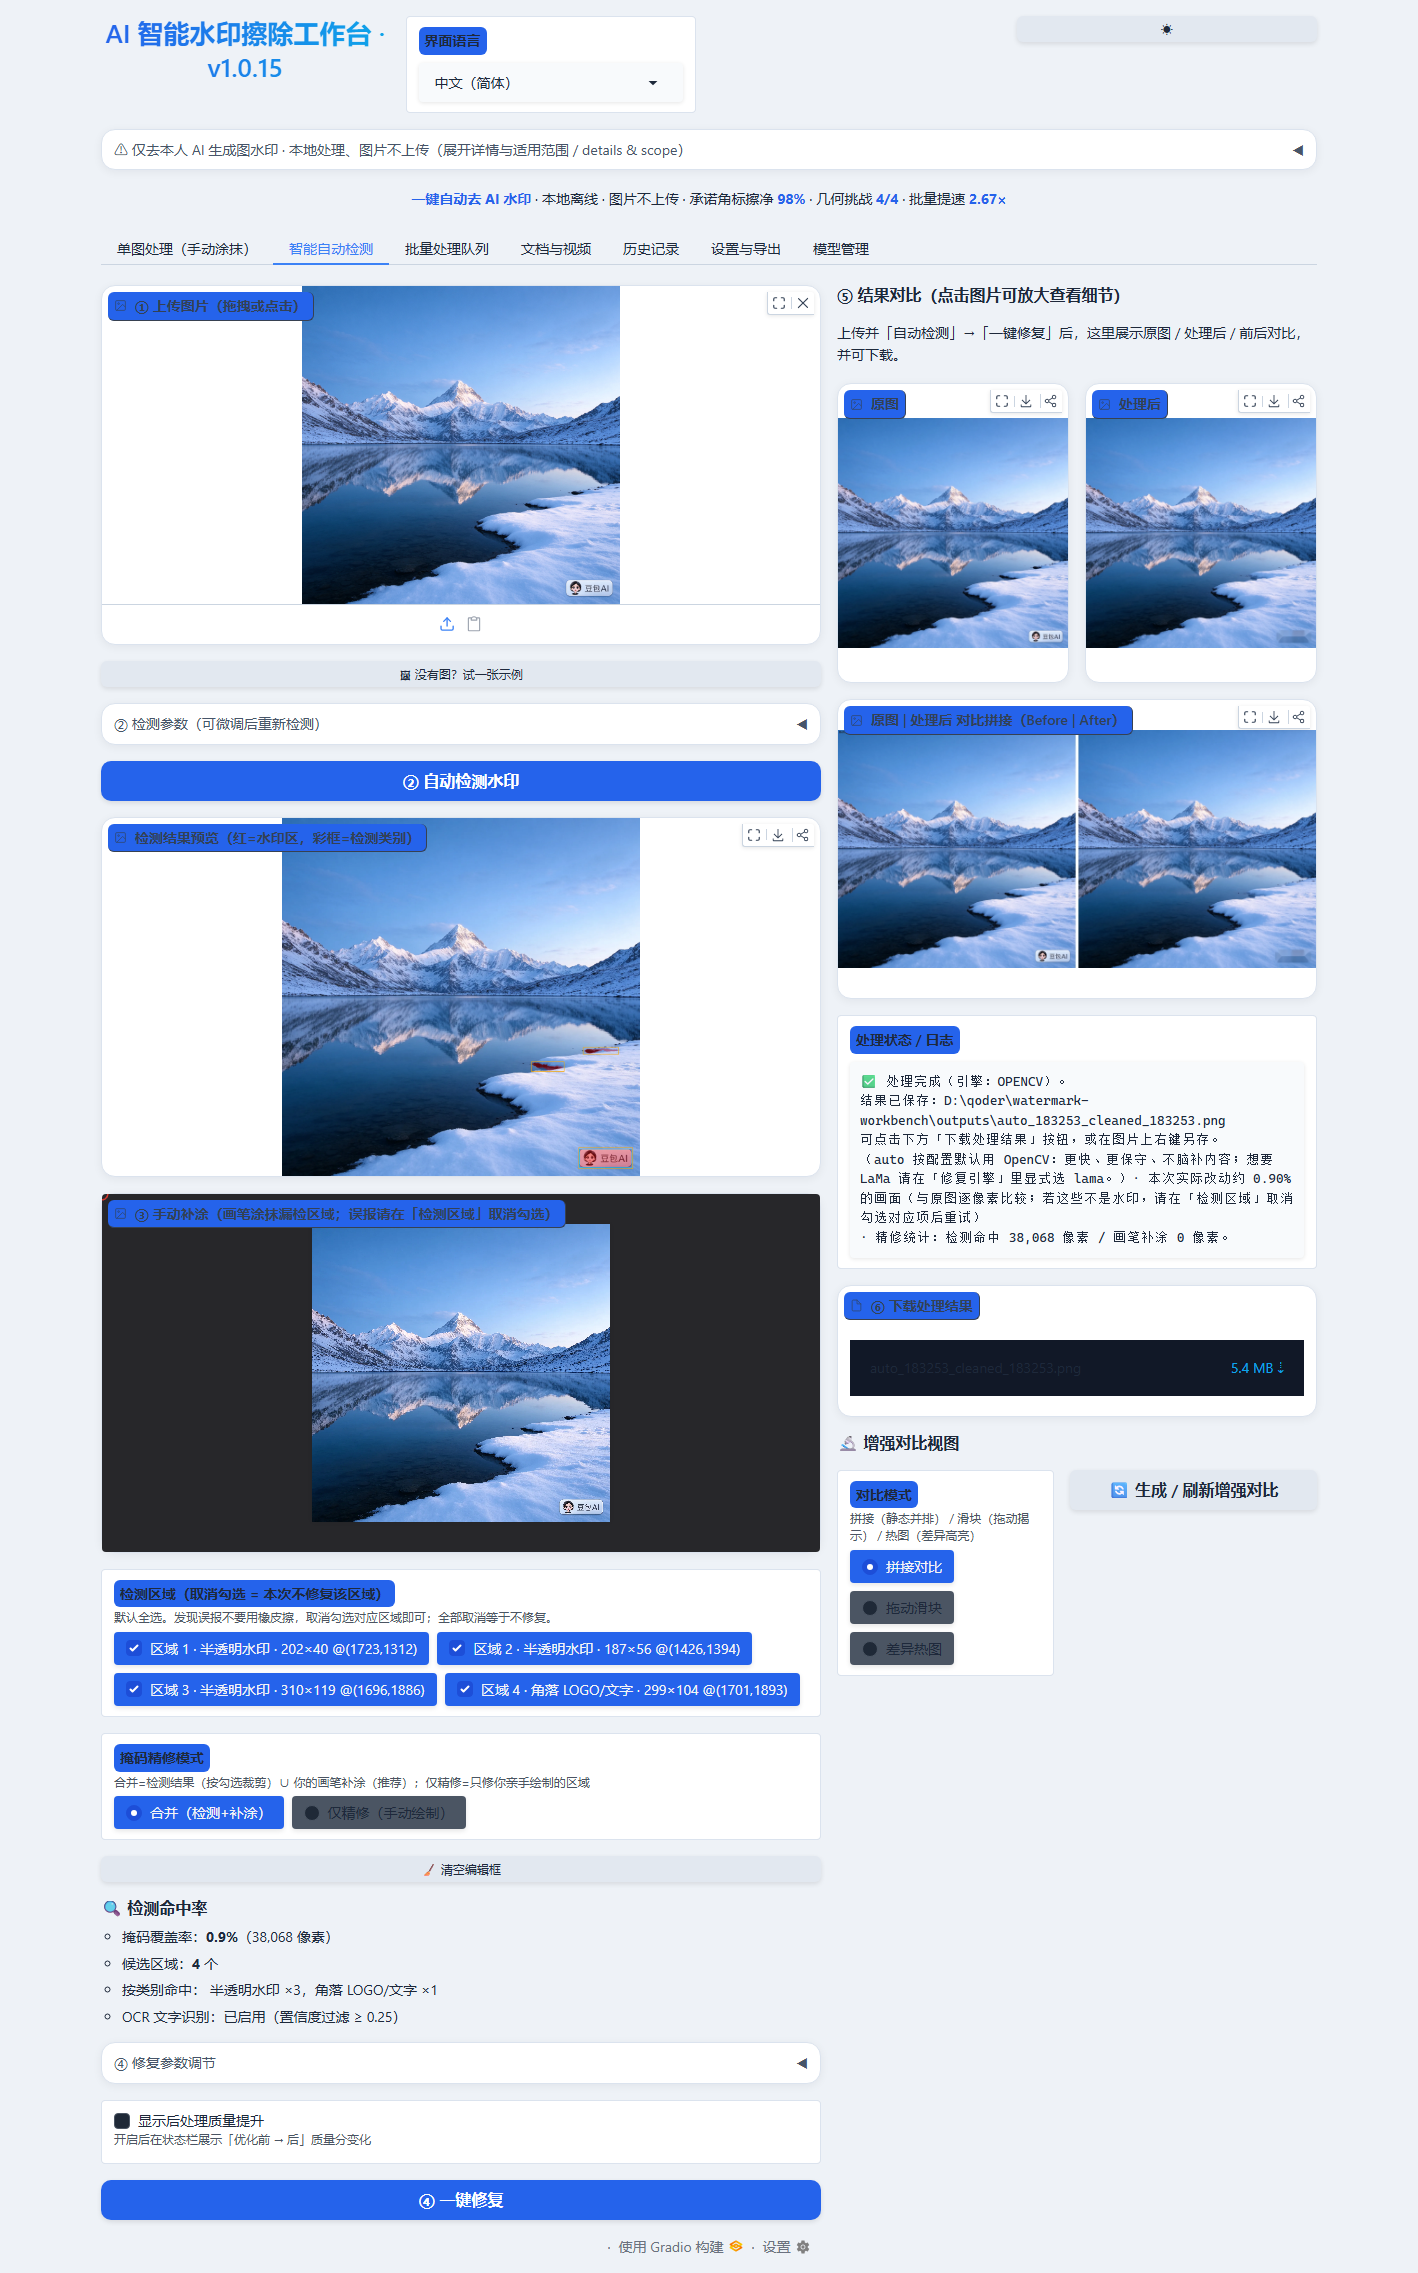 AI 智能水印擦除工作台 ·
v1.0.15
界面语言
中文（简体）
⚠ 仅去本人 AI 生成图水印 · 本地处理、图片不上传（展开详情与适用范围 / details & scope）
一键自动去 AI 水印 · 本地离线 · 图片不上传 · 承诺角标擦净 98% · 几何挑战 4/4 · 批量提速 2.67×
单图处理（手动涂抹）
智能自动检测
批量处理队列
文档与视频
历史记录
设置与导出
模型管理
① 上传图片（拖拽或点击）
豆包AI
没有图？试一张示例
② 检测参数（可微调后重新检测）
② 自动检测水印
检测结果预览（红=水印区，彩框=检测类别）
豆包AI
③ 手动补涂（画笔涂抹漏检区域；误报请在「检测区域」取消勾选）
豆包AI
检测区域（取消勾选 = 本次不修复该区域）
默认全选。发现误报不要用橡皮擦，取消勾选对应区域即可；全部取消等于不修复。
区域 1 · 半透明水印 · 202×40 @(1723,1312)
区域 2 · 半透明水印 · 187×56 @(1426,1394)
区域 3 · 半透明水印 · 310×119 @(1696,1886)
区域 4 · 角落 LOGO/文字 · 299×104 @(1701,1893)
掩码精修模式
合并=检测结果（按勾选裁剪）∪ 你的画笔补涂（推荐）；仅精修=只修你亲手绘制的区域
合并（检测+补涂）
仅精修（手动绘制）
清空编辑框
检测命中率
掩码覆盖率：0.9%（38,068 像素）
候选区域：4 个
按类别命中： 半透明水印 ×3，角落 LOGO/文字 ×1
OCR 文字识别：已启用（置信度过滤 ≥ 0.25）
④ 修复参数调节
显示后处理质量提升
开启后在状态栏展示「优化前 → 后」质量分变化
④ 一键修复
⑤ 结果对比（点击图片可放大查看细节）
上传并「自动检测」→「一键修复」后，这里展示原图 / 处理后 / 前后对比，
并可下载。
原图
豆包AI
处理后
原图 | 处理后 对比拼接（Before | After）
豆包AI
处理状态 / 日志
✅ 处理完成（引擎：OPENCV）。
结果已保存：D:\qoder\watermark-
workbench\outputs\auto_183253_cleaned_183253.png
可点击下方「下载处理结果」按钮，或在图片上右键另存。
（auto 按配置默认用 OpenCV：更快、更保守、不脑补内容；想要
LaMa 请在「修复引擎」里显式选 lama。）· 本次实际改动约 0.90%
的画面（与原图逐像素比较；若这些不是水印，请在「检测区域」取消
勾选对应项后重试）
· 精修统计：检测命中 38,068 像素 / 画笔补涂 0 像素。
⑥ 下载处理结果
auto_183253_cleaned_183253.png
5.4 MB ⇣
增强对比视图
对比模式
拼接（静态并排） / 滑块（拖动揭
示） / 热图（差异高亮）
拼接对比
拖动滑块
差异热图
生成 / 刷新增强对比
· 使用 Gradio 构建 · 设置